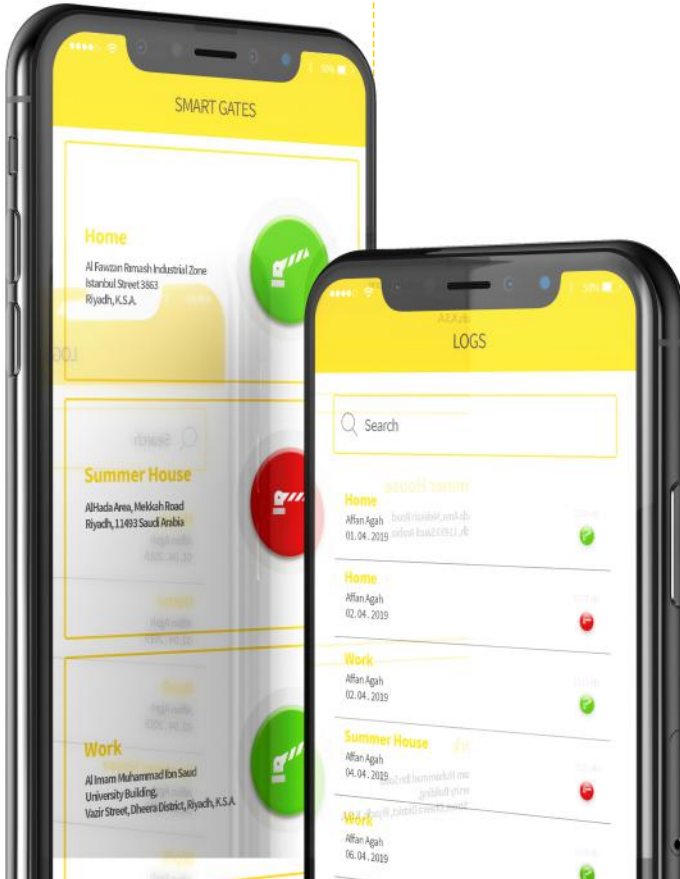 50%
SMART GATES
Home
Al Fawzan Rimash Industrial Zone
Istanbul Street 3863
Riyadh, K.S.A.
Summer House
AlHada Area, Mekkah Road
Riyadh, 11493 Saudi Arabia
Work
Al Imam Muhammad Ibn Saud
University Building,
Vazir Street, Dheera District, Riyadh, K.S.A.
50%
LOGS
Search
Home
Affan Agah
01. 04. 2019
Home
Affan Agah
02. 04. 2019
Work
Affan Agah
02. 04. 2019
Summer House
Affan Agah
04. 04. 2019
Work
Affan Agah
06. 04. 2019